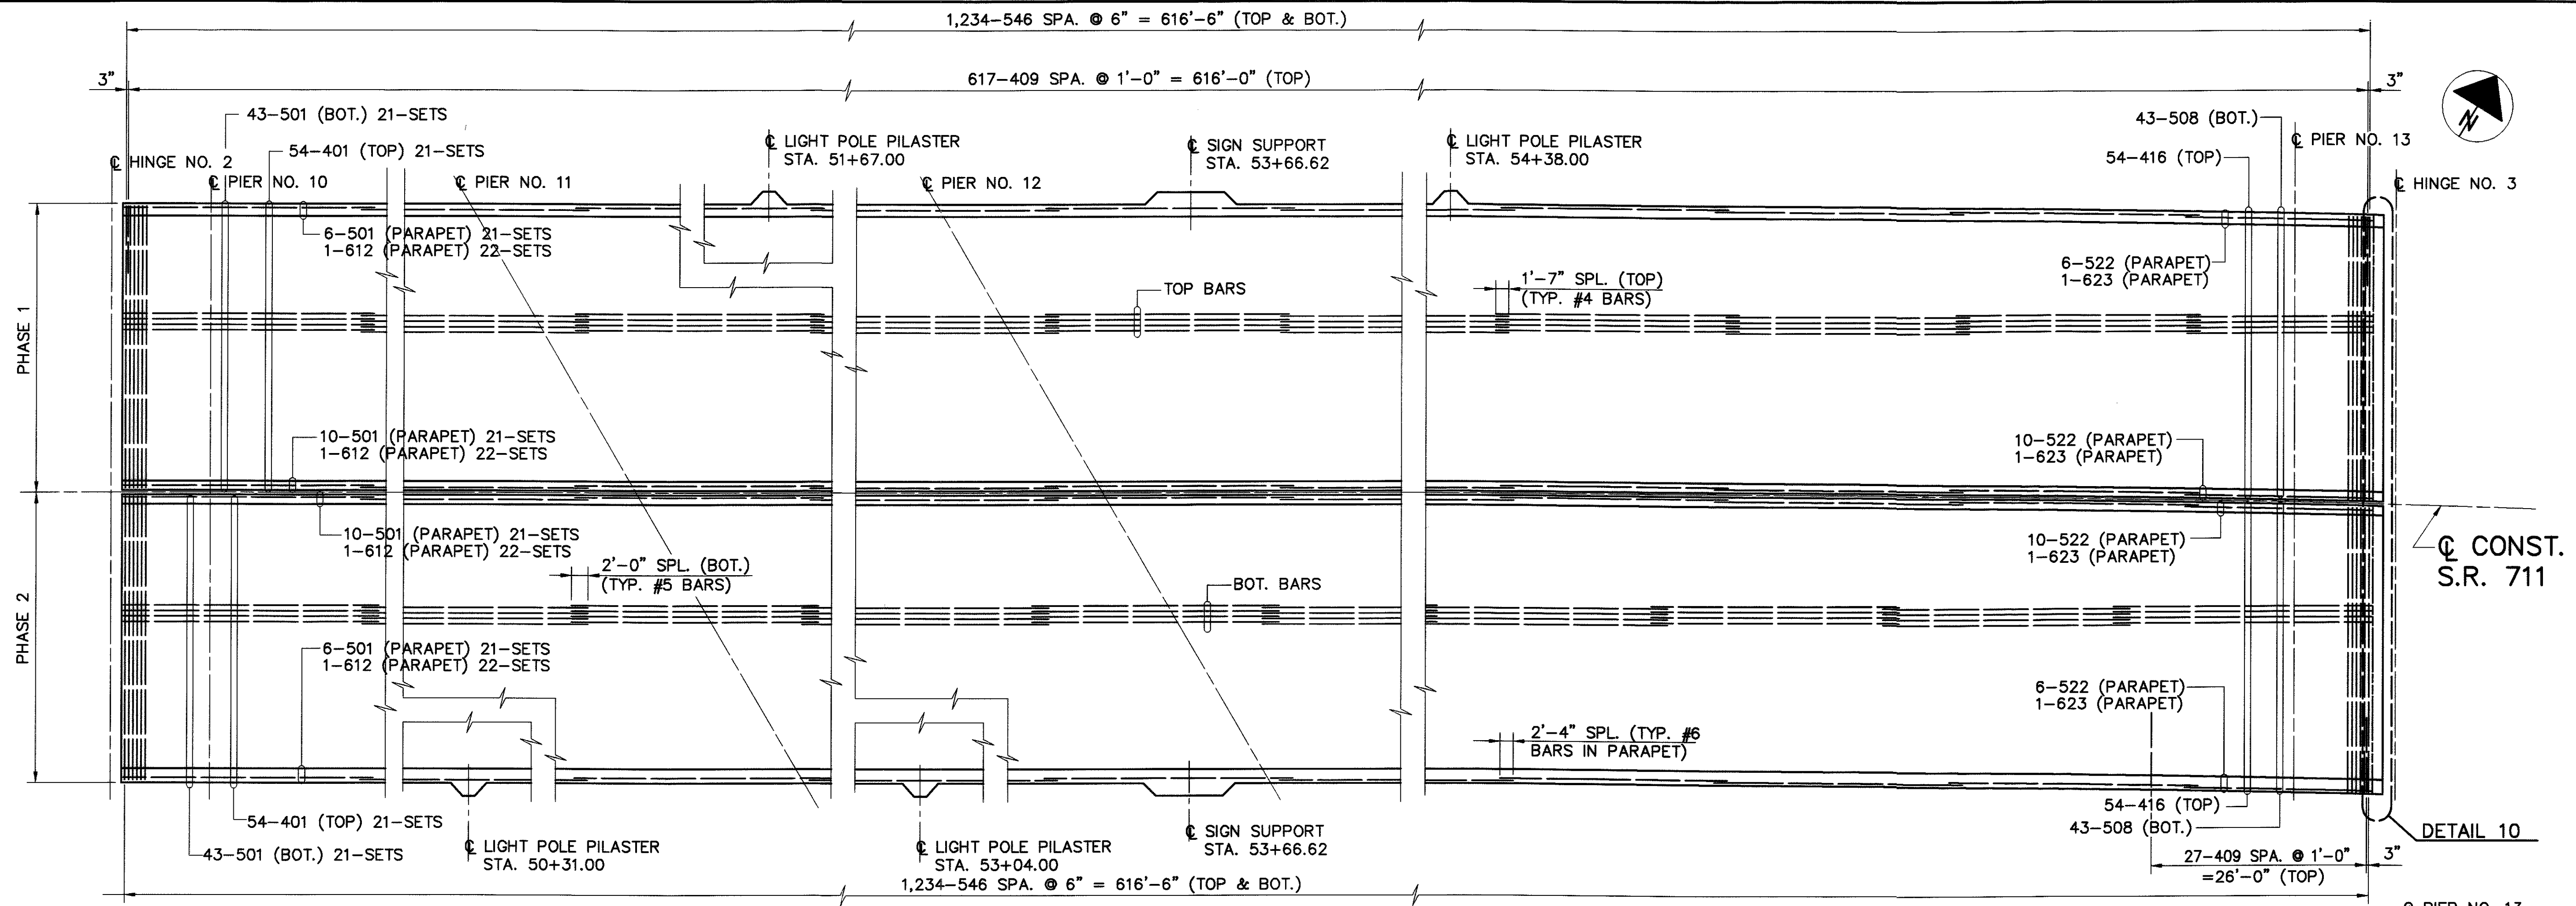 1,234-546 SPA. @ 6" = 616'-6" (TOP & BOT.)
3"
617-409 SPA. @ 1'-0" = 616'-0" (TOP)
3"
43-501 (BOT.) 21-SETS
54-401 (TOP) 21-SETS
℄ HINGE NO. 2
℄ PIER NO. 10
℄ PIER NO. 11
℄ LIGHT POLE PILASTER
STA. 51+67.00
℄ PIER NO. 12
℄ SIGN SUPPORT
STA. 53+66.62
℄ LIGHT POLE PILASTER
STA. 54+38.00
43-508 (BOT.)
54-416 (TOP)
℄ PIER NO. 13
℄ HINGE NO. 3
N
6-501 (PARAPET) 21-SETS
1-612 (PARAPET) 22-SETS
6-522 (PARAPET)
1-623 (PARAPET)
TOP BARS
1'-7" SPL. (TOP)
(TYP. #4 BARS)
PHASE 1
10-501 (PARAPET) 21-SETS
1-612 (PARAPET) 22-SETS
10-522 (PARAPET)
1-623 (PARAPET)
10-501 (PARAPET) 21-SETS
1-612 (PARAPET) 22-SETS
10-522 (PARAPET)
1-623 (PARAPET)
℄ CONST.
S.R. 711
2'-0" SPL. (BOT.)
(TYP. #5 BARS)
BOT. BARS
PHASE 2
6-501 (PARAPET) 21-SETS
1-612 (PARAPET) 22-SETS
6-522 (PARAPET)
1-623 (PARAPET)
2'-4" SPL. (TYP. #6
BARS IN PARAPET)
54-401 (TOP) 21-SETS
43-501 (BOT.) 21-SETS
℄ LIGHT POLE PILASTER
STA. 50+31.00
℄ LIGHT POLE PILASTER
STA. 53+04.00
℄ SIGN SUPPORT
STA. 53+66.62
54-416 (TOP)
43-508 (BOT.)
DETAIL 10
27-409 SPA. @ 1'-0"
=26'-0" (TOP)
3"
1,234-546 SPA. @ 6" = 616'-6" (TOP & BOT.)